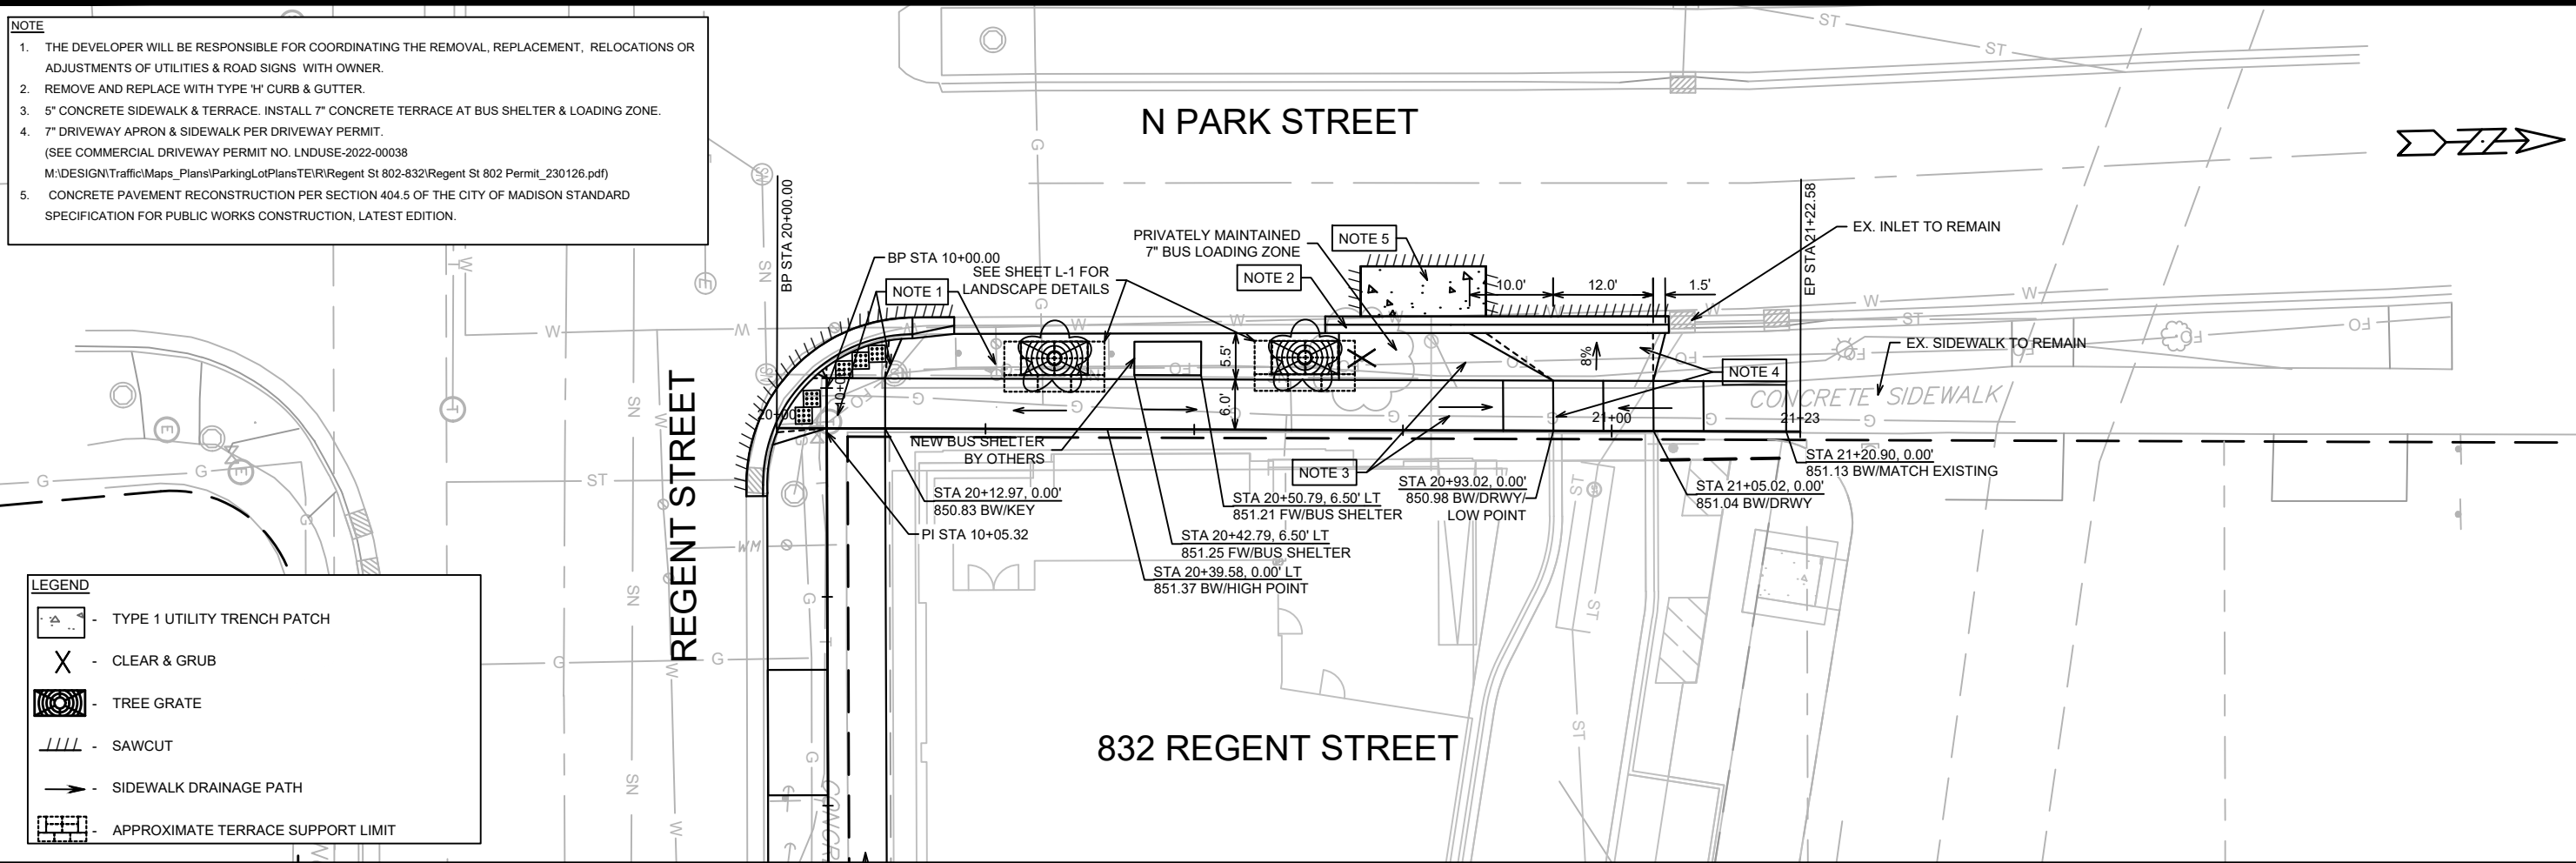 NOTE
1. THE DEVELOPER WILL BE RESPONSIBLE FOR COORDINATING THE REMOVAL, REPLACEMENT, RELOCATIONS OR
ADJUSTMENTS OF UTILITIES & ROAD SIGNS WITH OWNER.
2. REMOVE AND REPLACE WITH TYPE 'H' CURB & GUTTER.
3. 5" CONCRETE SIDEWALK & TERRACE. INSTALL 7" CONCRETE TERRACE AT BUS SHELTER & LOADING ZONE.
4. 7" DRIVEWAY APRON & SIDEWALK PER DRIVEWAY PERMIT.
(SEE COMMERCIAL DRIVEWAY PERMIT NO. LNDUSE-2022-00038
M:\DESIGN\Traffic\Maps_Plans\ParkingLotPlansTE\R\Regent St 802-832\Regent St 802 Permit_230126.pdf)
5. CONCRETE PAVEMENT RECONSTRUCTION PER SECTION 404.5 OF THE CITY OF MADISON STANDARD
SPECIFICATION FOR PUBLIC WORKS CONSTRUCTION, LATEST EDITION.
N PARK STREET
BP STA 20+00.00
EP STA 21+22.58
BP STA 10+00.00
NOTE 1
SEE SHEET L-1 FOR
LANDSCAPE DETAILS
PRIVATELY MAINTAINED
7" BUS LOADING ZONE
NOTE 5
NOTE 2
10.0'
12.0'
1.5'
EX. INLET TO REMAIN
EX. SIDEWALK TO REMAIN
5.5'
6.0'
8%
NOTE 4
CONCRETE SIDEWALK
20+00
21+00
21+23
REGENT STREET
NEW BUS SHELTER
BY OTHERS
NOTE 3
STA 20+12.97, 0.00'
850.83 BW/KEY
PI STA 10+05.32
STA 20+50.79, 6.50' LT
851.21 FW/BUS SHELTER
STA 20+42.79, 6.50' LT
851.25 FW/BUS SHELTER
STA 20+39.58, 0.00' LT
851.37 BW/HIGH POINT
STA 20+93.02, 0.00'
850.98 BW/DRWY/
LOW POINT
STA 21+05.02, 0.00'
851.04 BW/DRWY
STA 21+20.90, 0.00'
851.13 BW/MATCH EXISTING
832 REGENT STREET
LEGEND
- TYPE 1 UTILITY TRENCH PATCH
- CLEAR & GRUB
- TREE GRATE
- SAWCUT
- SIDEWALK DRAINAGE PATH
- APPROXIMATE TERRACE SUPPORT LIMIT